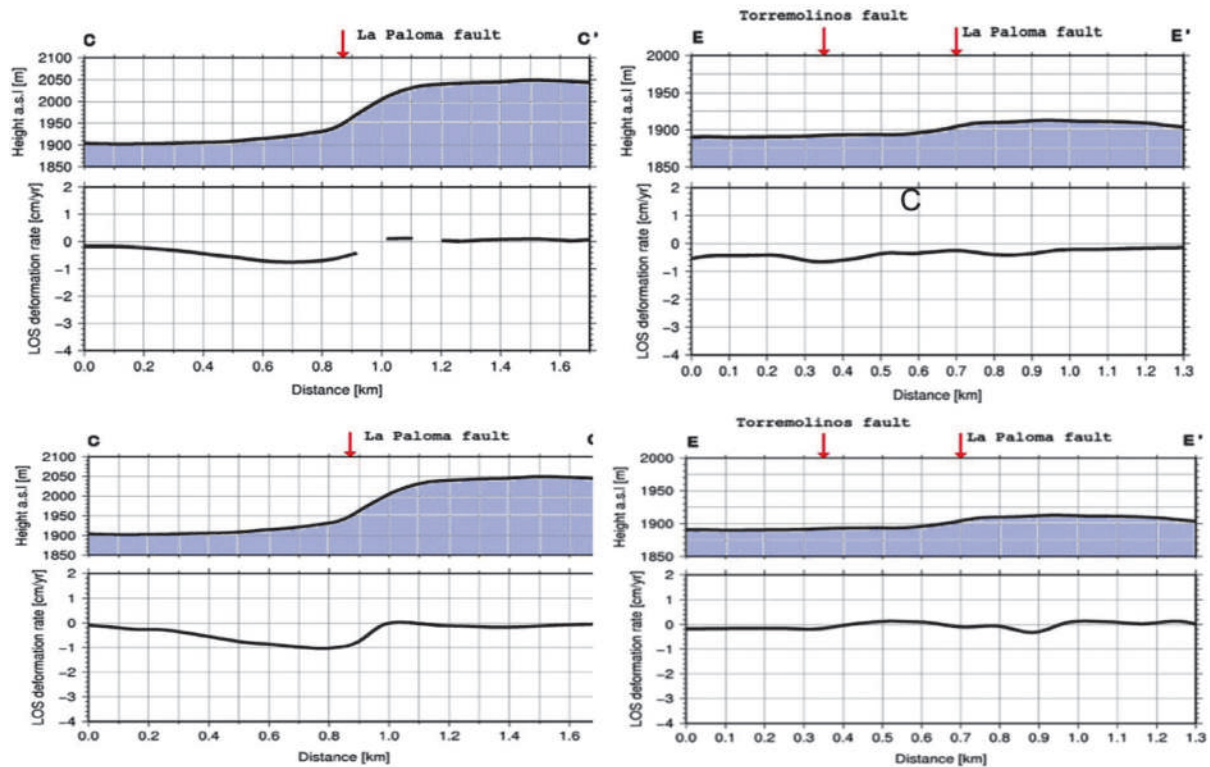 C
La Paloma fault
C'
Height a.s.l [m]
2100
2050
2000
1950
1900
1850
LOS deformation rate [cm/yr]
2
1
0
−1
−2
−3
−4
0.0 0.2 0.4 0.6 0.8 1.0 1.2 1.4 1.6
Distance [km]
Torremolinos fault
E
La Paloma fault
E'
Height a.s.l [m]
2000
1950
1900
1850
LOS deformation rate [cm/yr]
2
1
0
−1
−2
−3
−4
C
0.0 0.1 0.2 0.3 0.4 0.5 0.6 0.7 0.8 0.9 1.0 1.1 1.2 1.3
Distance [km]
C
La Paloma fault
Height a.s.l [m]
2100
2050
2000
1950
1900
1850
LOS deformation rate [cm/yr]
2
1
0
−1
−2
−3
−4
0.0 0.2 0.4 0.6 0.8 1.0 1.2 1.4 1.6
Distance [km]
Torremolinos fault
E
La Paloma fault
E'
Height a.s.l [m]
2000
1950
1900
1850
LOS deformation rate [cm/yr]
2
1
0
−1
−2
−3
−4
0.0 0.1 0.2 0.3 0.4 0.5 0.6 0.7 0.8 0.9 1.0 1.1 1.2 1.3
Distance [km]